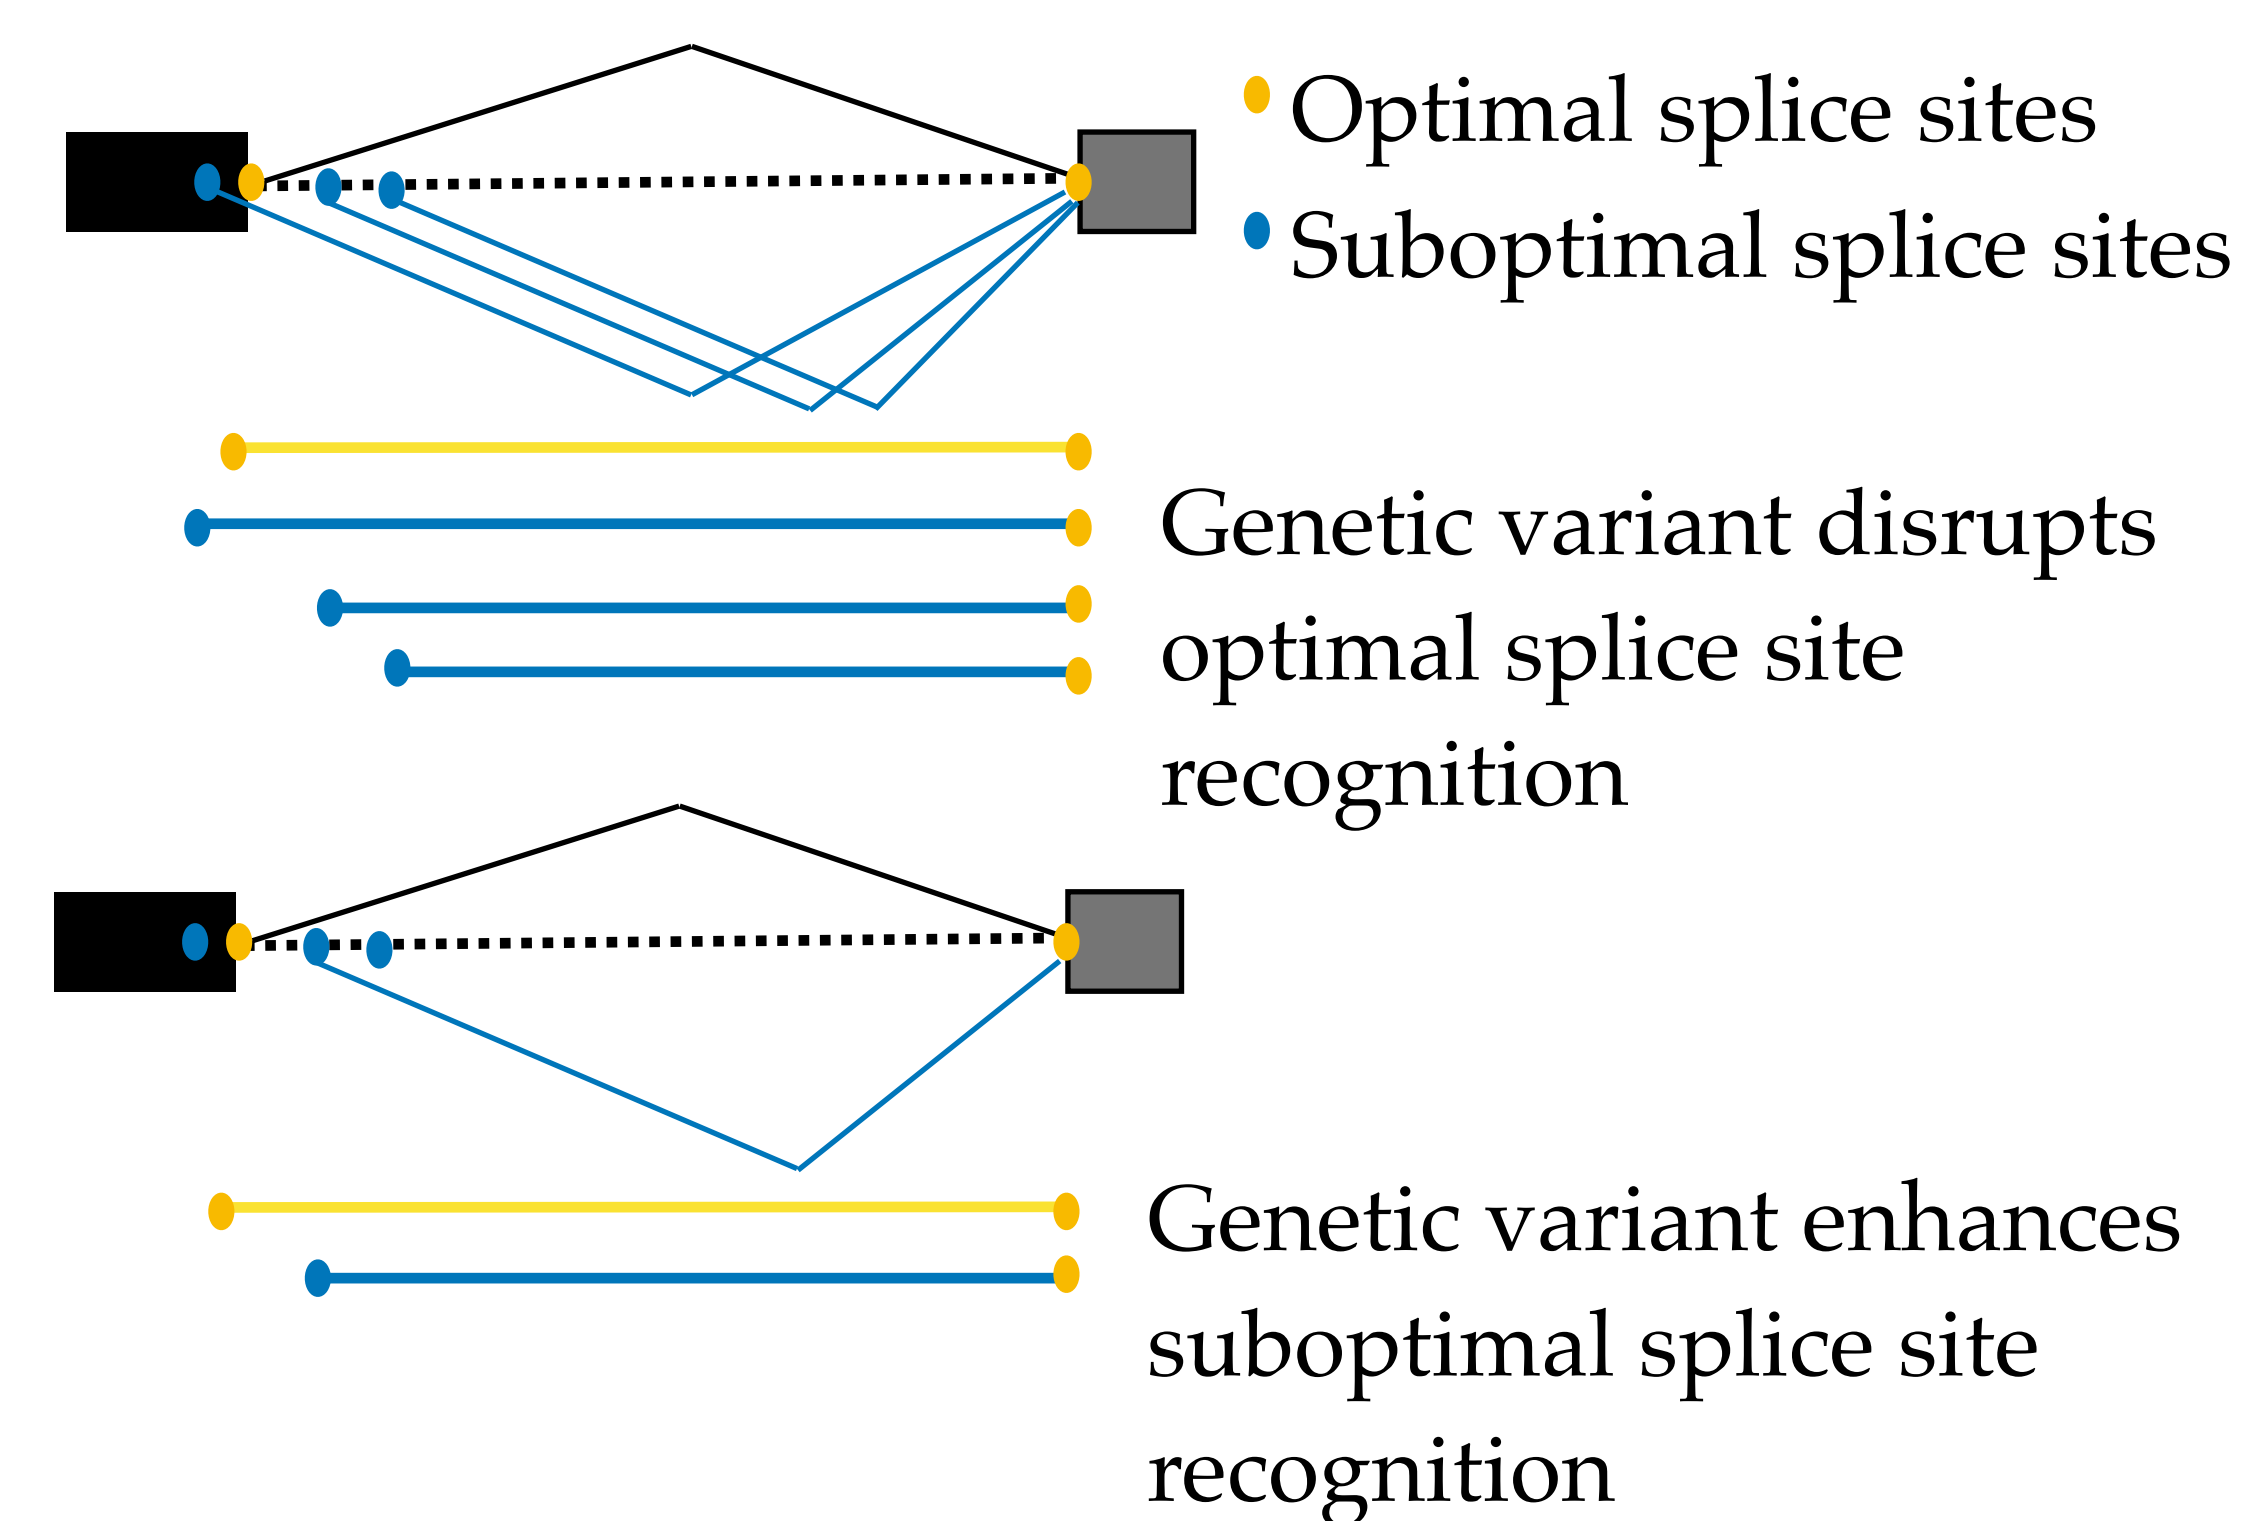 Optimal splice sites
Suboptimal splice sites
Genetic variant disrupts
optimal splice site
recognition
Genetic variant enhances
suboptimal splice site
recognition